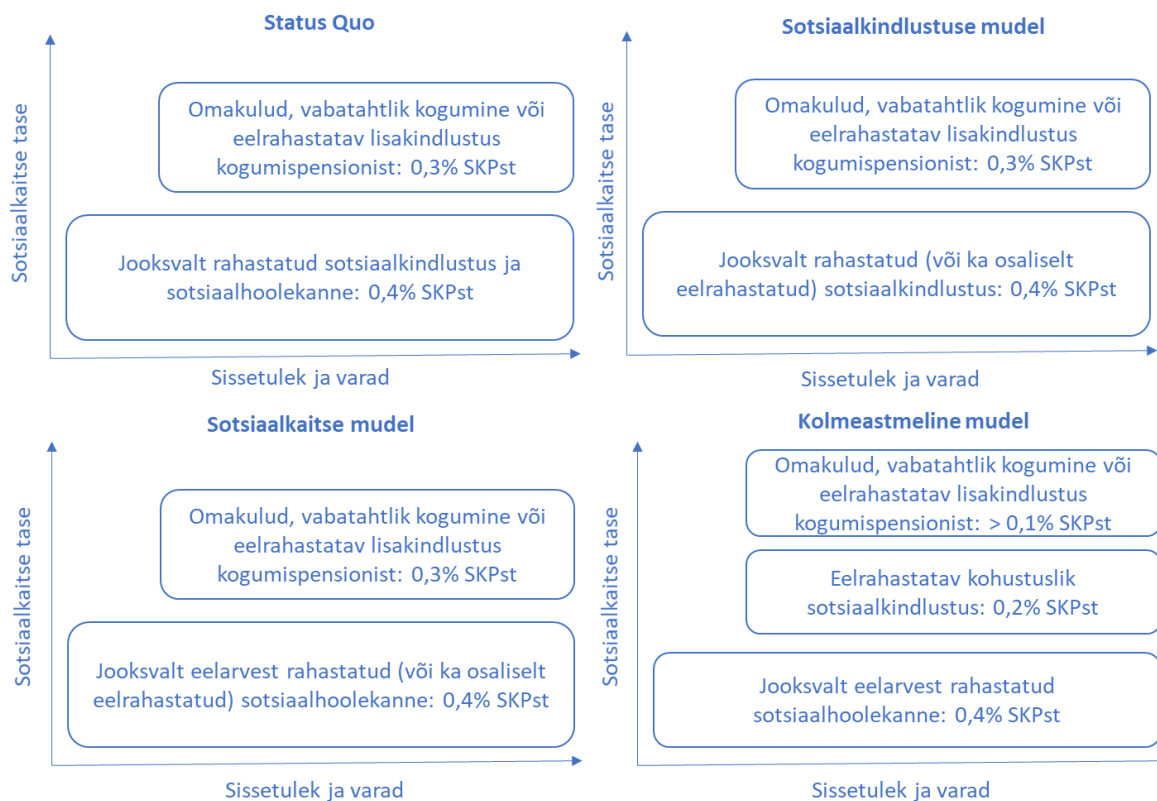 Status Quo
Sotsiaalkaitse tase
Omakulud, vabatahtlik kogumine või
eelrahastatav lisakindlustus
kogumispensionist: 0,3% SKPst
Jooksvalt rahastatud sotsiaalkindlustus ja
sotsiaalhoolekanne: 0,4% SKPst
Sissetulek ja varad
Sotsiaalkindlustuse mudel
Sotsiaalkaitse tase
Omakulud, vabatahtlik kogumine või
eelrahastatav lisakindlustus
kogumispensionist: 0,3% SKPst
Jooksvalt rahastatud (või ka osaliselt
eelrahastatud) sotsiaalkindlustus: 0,4% SKPst
Sissetulek ja varad
Sotsiaalkaitse mudel
Sotsiaalkaitse tase
Omakulud, vabatahtlik kogumine või
eelrahastatav lisakindlustus
kogumispensionist: 0,3% SKPst
Jooksvalt eelarvest rahastatud (või ka osaliselt
eelrahastatud) sotsiaalhoolekanne: 0,4% SKPst
Sissetulek ja varad
Kolmeastmeline mudel
Sotsiaalkaitse tase
Omakulud, vabatahtlik kogumine või
eelrahastatav lisakindlustus
kogumispensionist: > 0,1% SKPst
Eelrahastatav kohustuslik
sotsiaalkindlustus: 0,2% SKPst
Jooksvalt eelarvest rahastatud
sotsiaalhoolekanne: 0,4% SKPst
Sissetulek ja varad